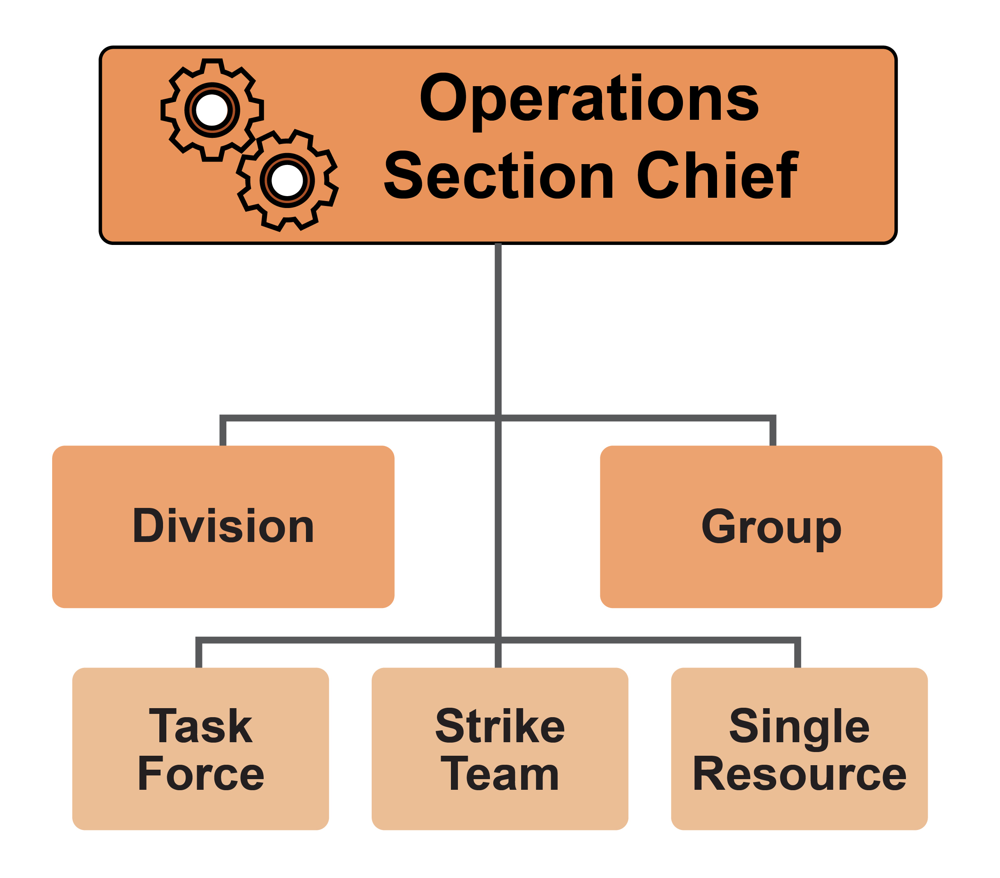 Operations
Section Chief
Division
Group
Task
Force
Strike
Team
Single
Resource